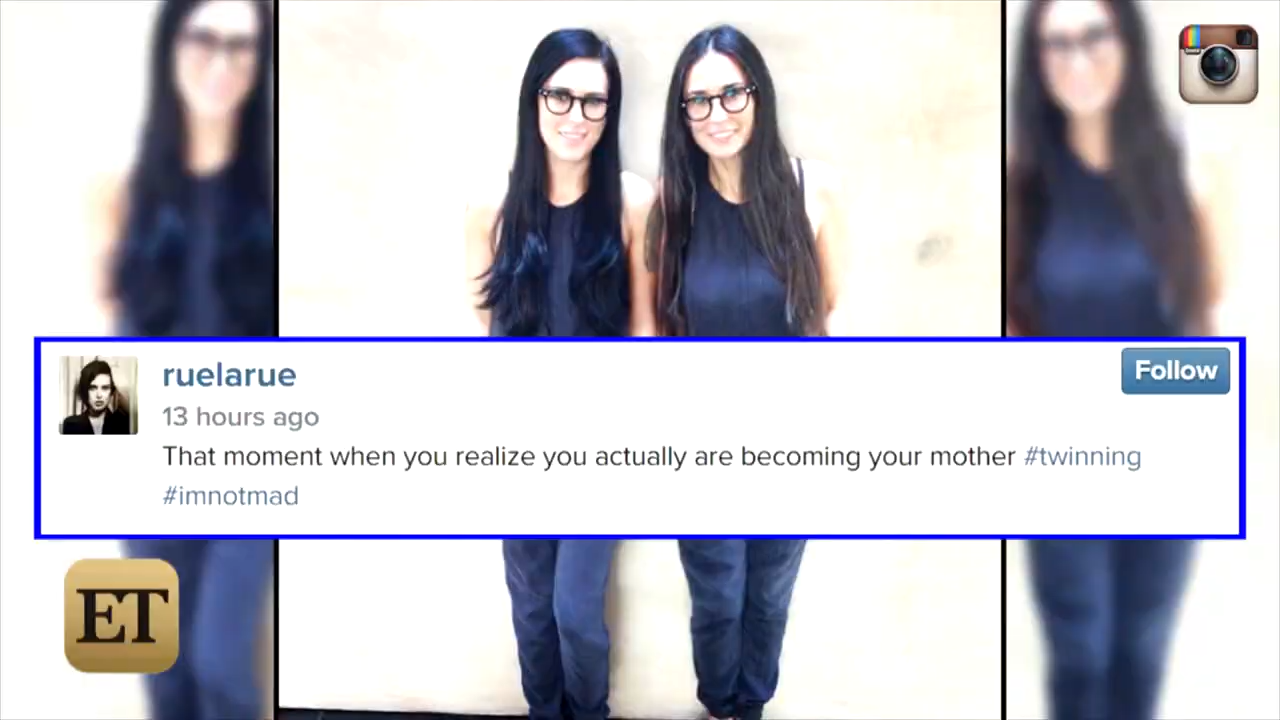 ruelarue
Follow
13 hours ago
That moment when you realize you actually are becoming your mother #twinning
#imnotmad
ET